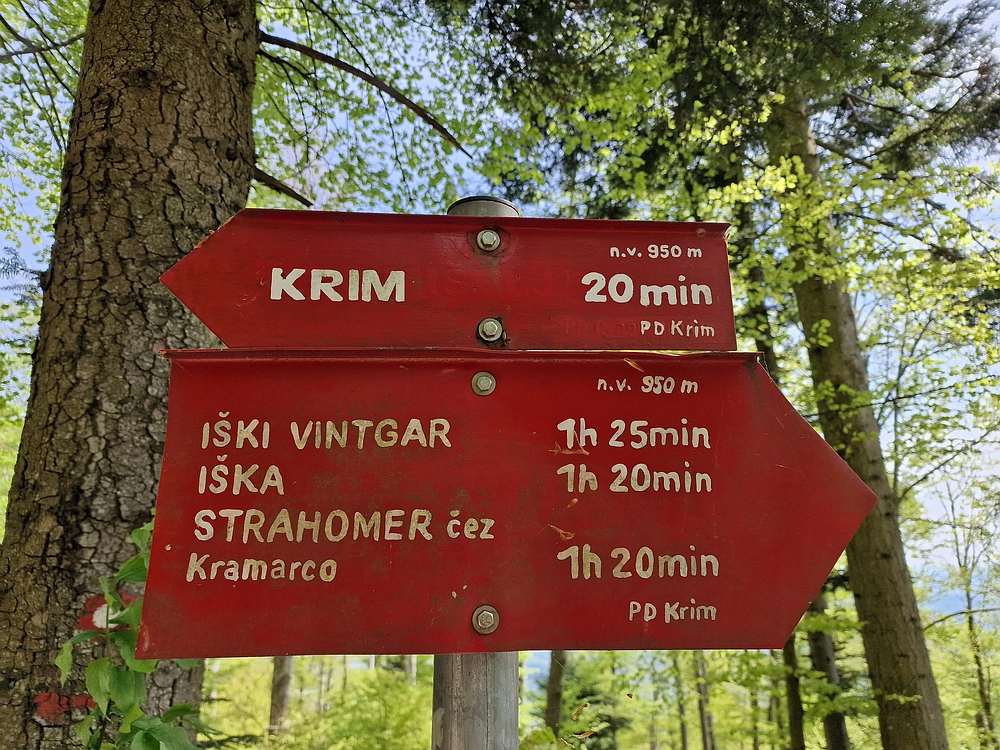 n.v. 950 m
KRIM 20 min
PD Krim
n.v. 950 m
IŠKI VINTGAR 1h 25min
IŠKA 1h 20min
STRAHOMER čez
Kramarco 1h 20min
PD Krim